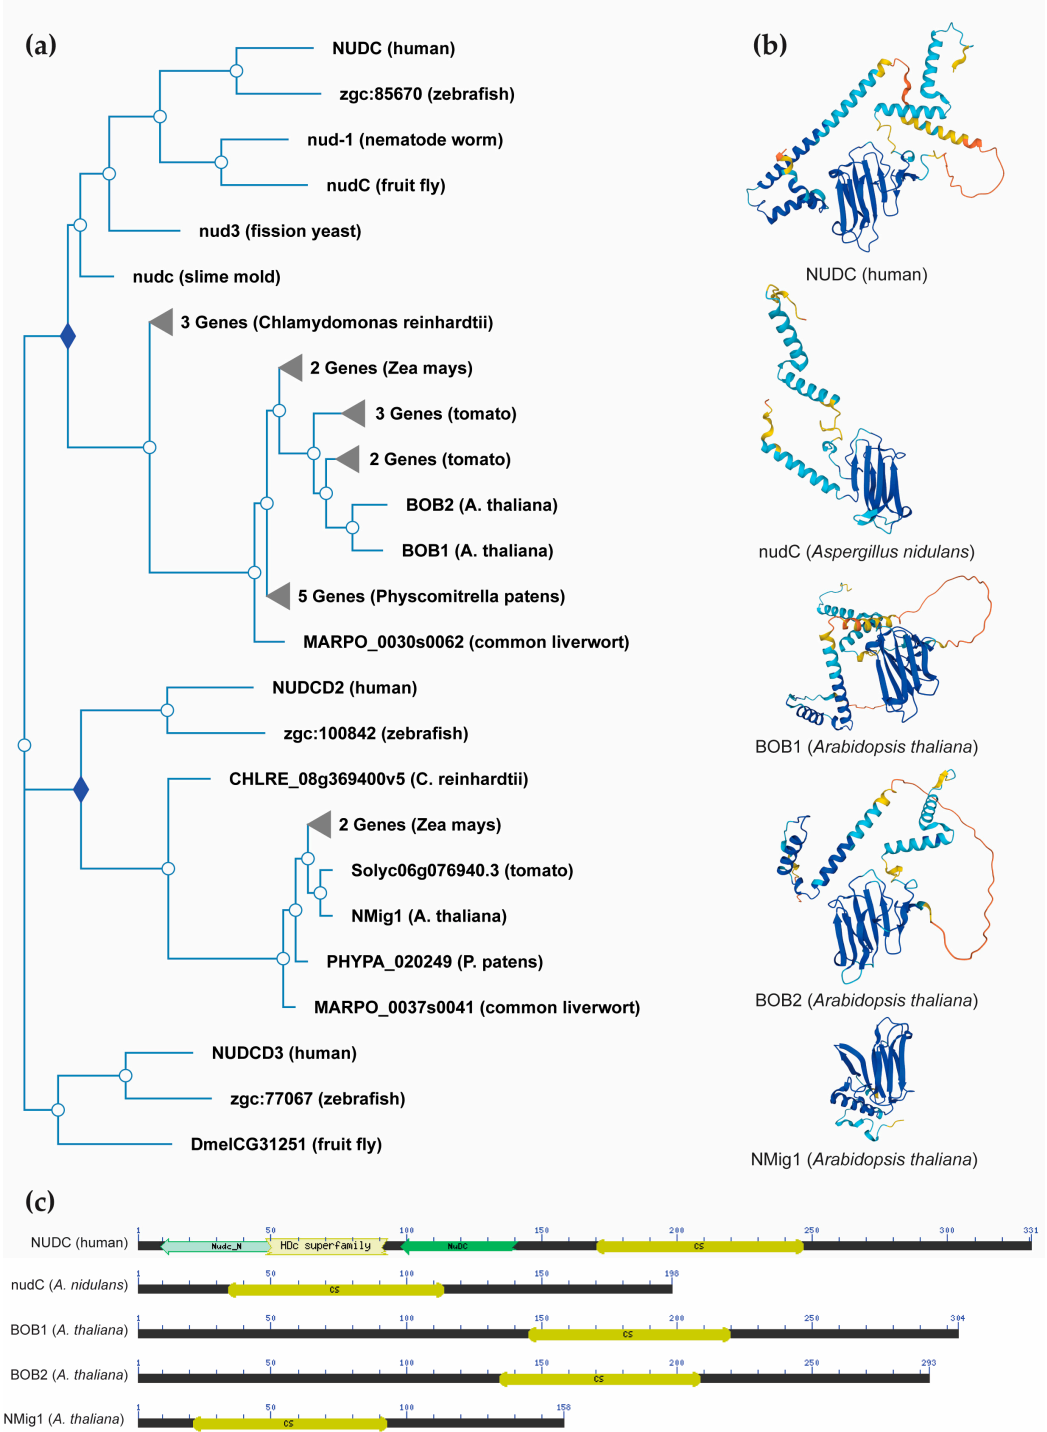 (a)
NUDC (human)
zgc:85670 (zebrafish)
nud-1 (nematode worm)
nudC (fruit fly)
nud3 (fission yeast)
nudc (slime mold)
3 Genes (Chlamydomonas reinhardtii)
2 Genes (Zea mays)
3 Genes (tomato)
2 Genes (tomato)
BOB2 (A. thaliana)
BOB1 (A. thaliana)
5 Genes (Physcomitrella patens)
MARPO_0030s0062 (common liverwort)
NUDCD2 (human)
zgc:100842 (zebrafish)
CHLRE_08g369400v5 (C. reinhardtii)
2 Genes (Zea mays)
Solyc06g076940.3 (tomato)
NMig1 (A. thaliana)
PHYPA_020249 (P. patens)
MARPO_0037s0041 (common liverwort)
NUDCD3 (human)
zgc:77067 (zebrafish)
DmelCG31251 (fruit fly)
(b)
NUDC (human)
nudC (Aspergillus nidulans)
BOB1 (Arabidopsis thaliana)
BOB2 (Arabidopsis thaliana)
NMig1 (Arabidopsis thaliana)
(c)
1 50 100 150 200 250 300 331
NUDC (human) Nudc_N HDc superfamily NuDC CS
1 50 100 150 198
nudC (A. nidulans) CS
1 50 100 150 200 250 304
BOB1 (A. thaliana) CS
1 50 100 150 200 250 293
BOB2 (A. thaliana) CS
1 50 100 158
NMig1 (A. thaliana) CS